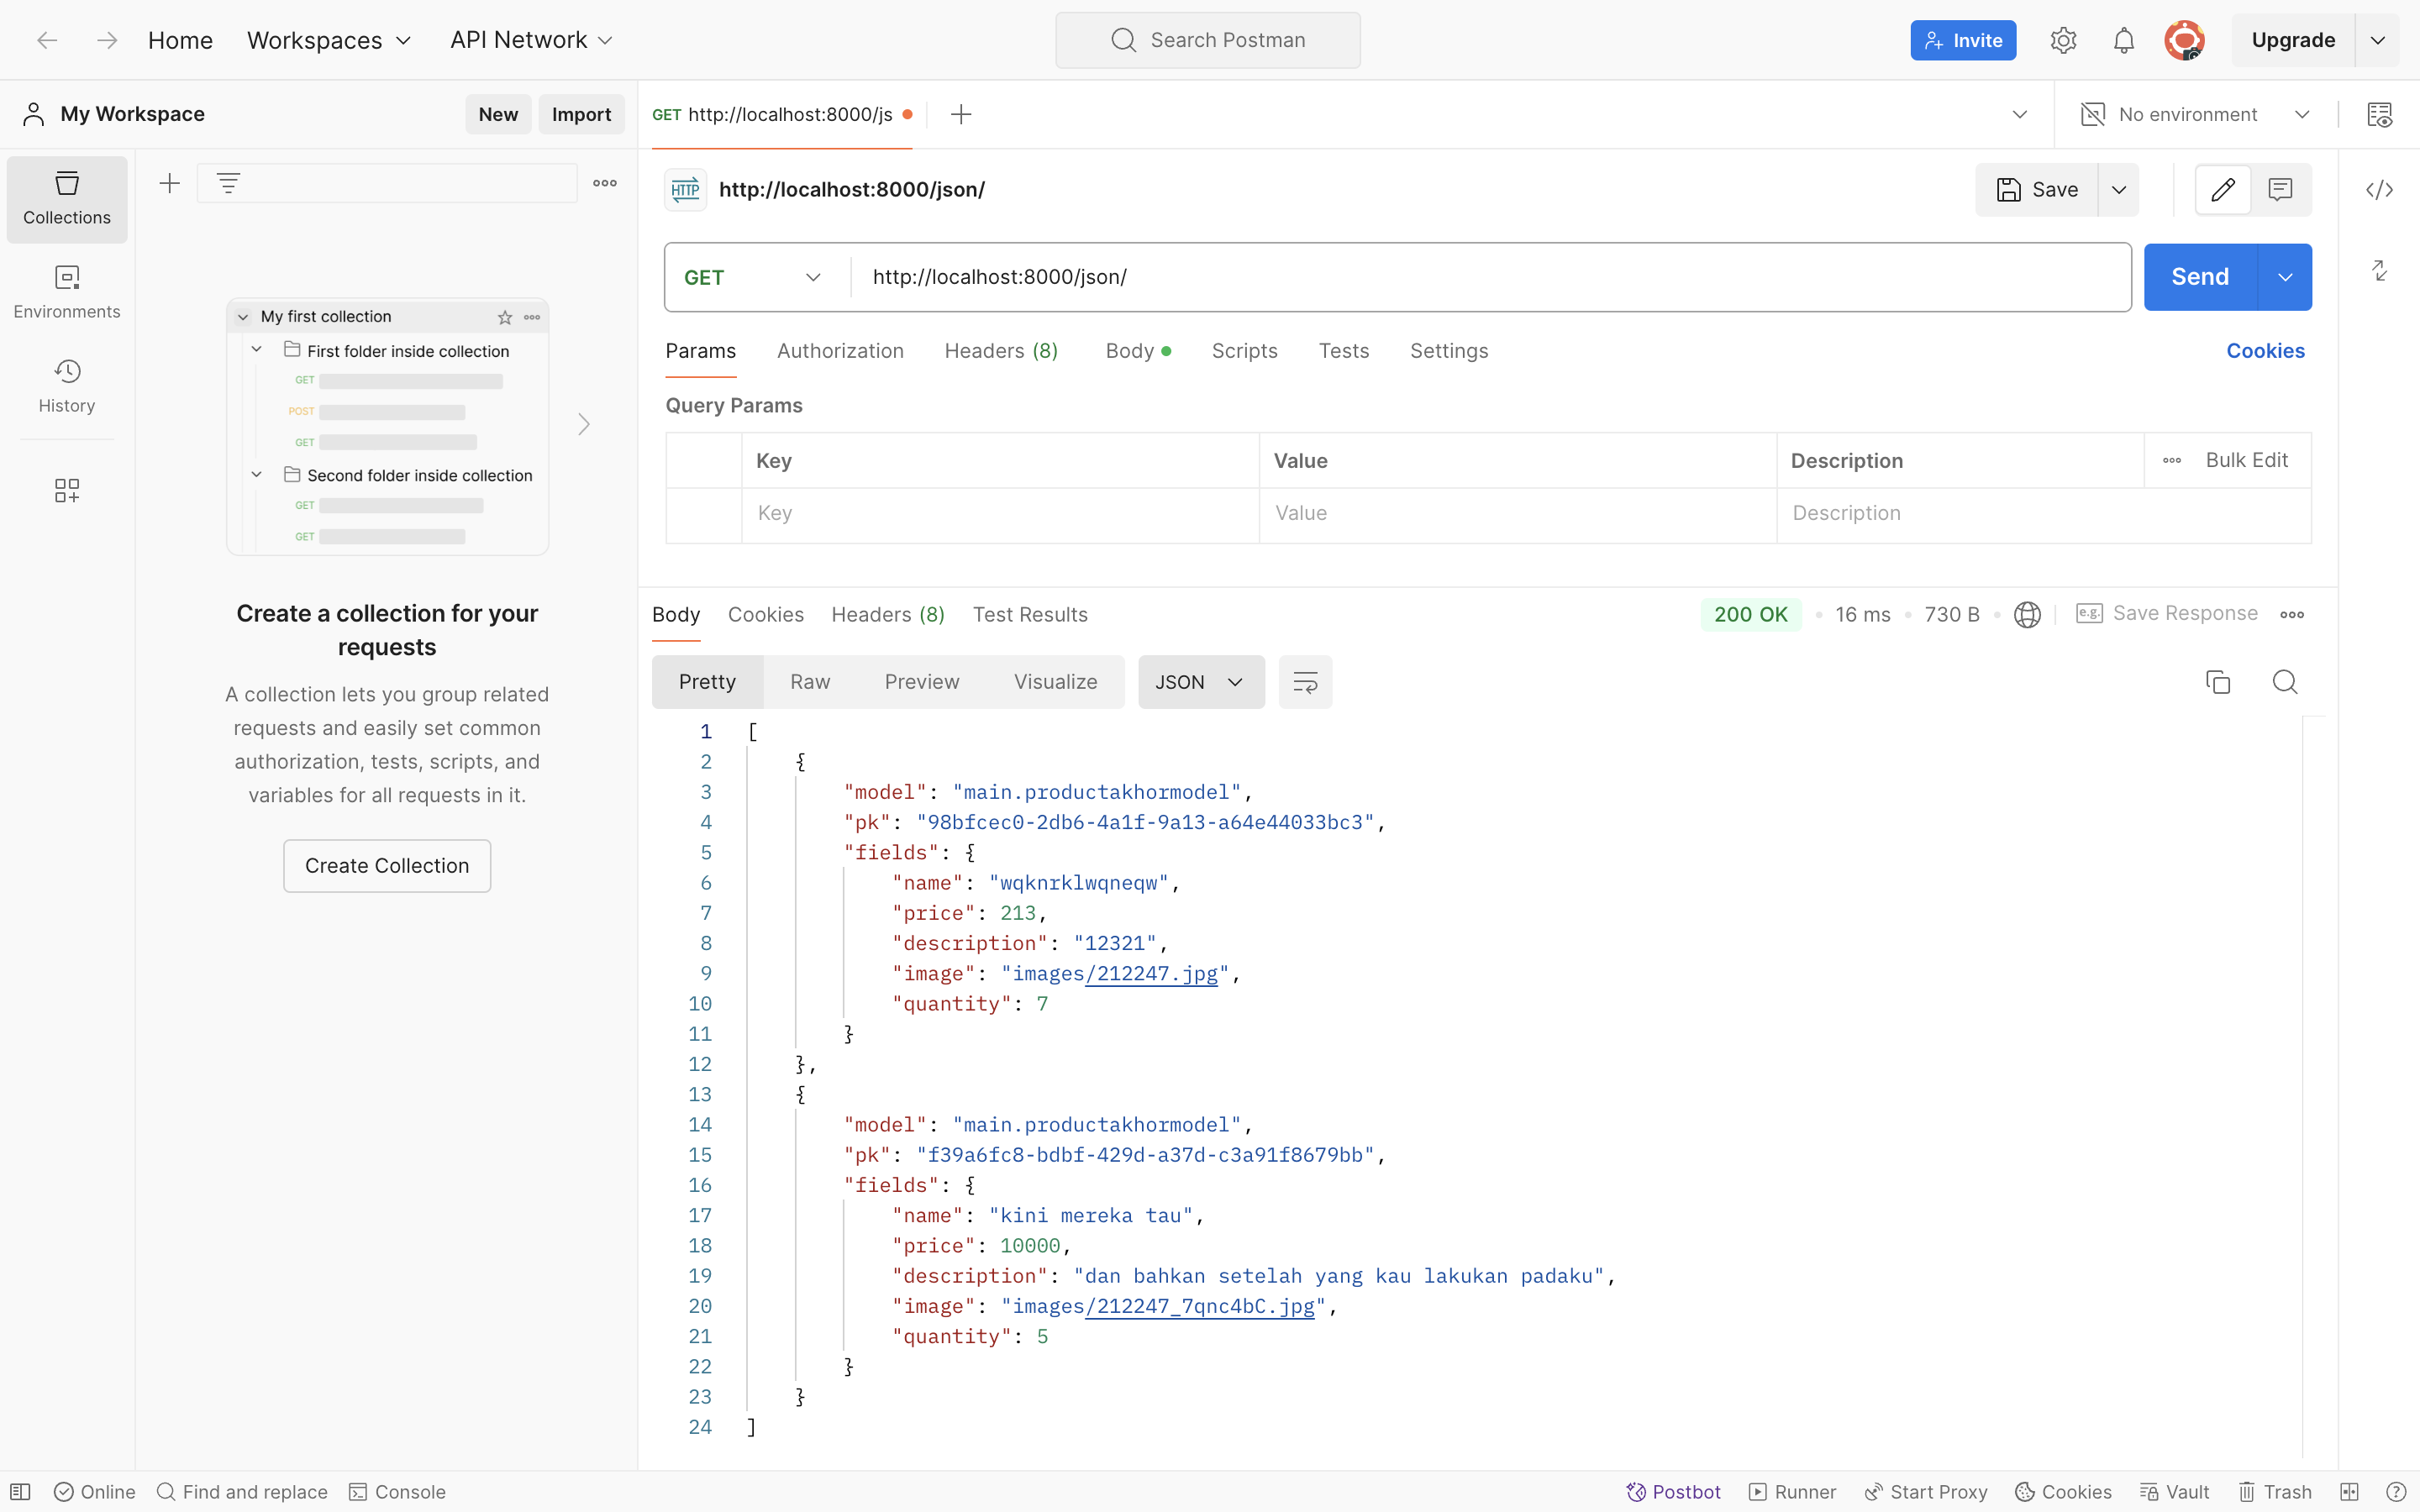 Home Workspaces API Network Search Postman Invite Upgrade
My Workspace New Import GET http://localhost:8000/js No environment
Collections
Environments
History
My first collection
First folder inside collection
GET
POST
GET
Second folder inside collection
GET
GET
Create a collection for your
requests
A collection lets you group related
requests and easily set common
authorization, tests, scripts, and
variables for all requests in it.
Create Collection
HTTP http://localhost:8000/json/ Save
GET http://localhost:8000/json/ Send
Params Authorization Headers (8) Body Scripts Tests Settings Cookies
Query Params
Key Value Description Bulk Edit
Key Value Description
Body Cookies Headers (8) Test Results 200 OK 16 ms 730 B e.g. Save Response
Pretty Raw Preview Visualize JSON
1 [
2 {
3 "model": "main.productakhormodel",
4 "pk": "98bfcec0-2db6-4a1f-9a13-a64e44033bc3",
5 "fields": {
6 "name": "wqknrklwqneqw",
7 "price": 213,
8 "description": "12321",
9 "image": "images/212247.jpg",
10 "quantity": 7
11 }
12 },
13 {
14 "model": "main.productakhormodel",
15 "pk": "f39a6fc8-bdbf-429d-a37d-c3a91f8679bb",
16 "fields": {
17 "name": "kini mereka tau",
18 "price": 10000,
19 "description": "dan bahkan setelah yang kau lakukan padaku",
20 "image": "images/212247_7qnc4bC.jpg",
21 "quantity": 5
22 }
23 }
24 ]
Online Find and replace Console Postbot Runner Start Proxy Cookies Vault Trash